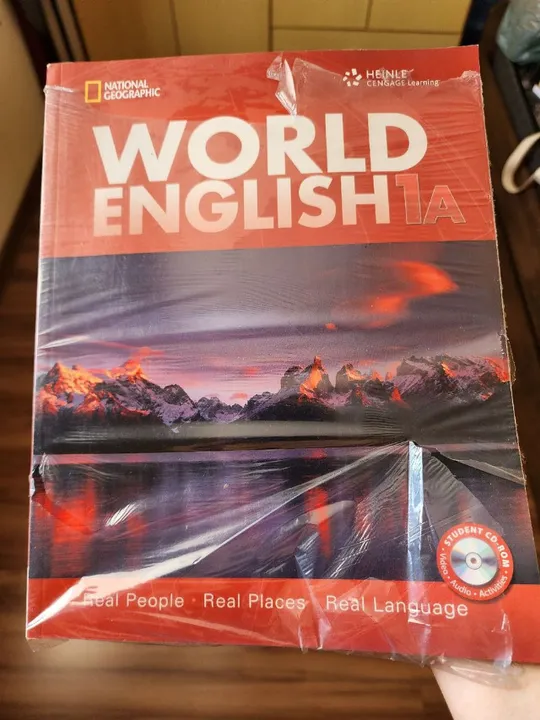 NATIONAL
GEOGRAPHIC
HEINLE
CENGAGE Learning
WORLD
ENGLISH 1A
STUDENT CD-ROM
Video • Audio • Activities
Real People • Real Places • Real Language